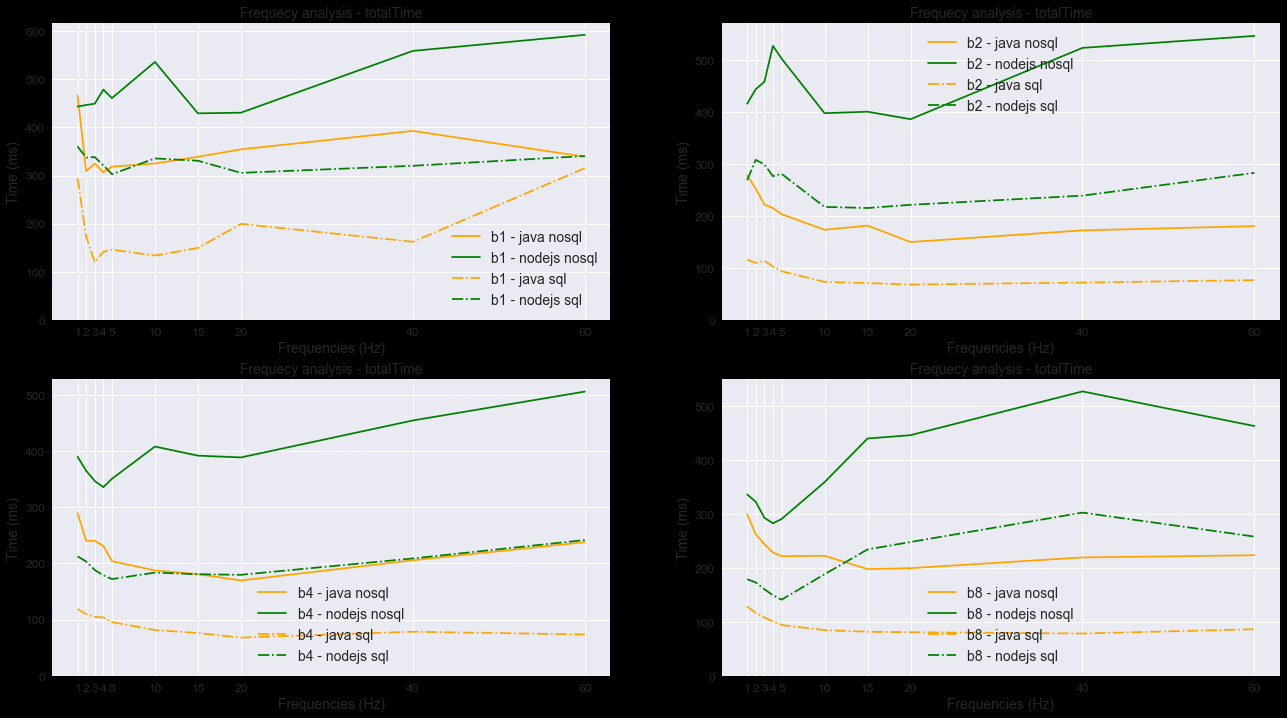 Frequecy analysis - totalTime
600
500
400
300
200
100
0
Time (ms)
b1 - java nosql
b1 - nodejs nosql
b1 - java sql
b1 - nodejs sql
1 2 3 4 5 10 15 20 40 60
Frequencies (Hz)
Frequecy analysis - totalTime
500
400
300
200
100
0
Time (ms)
b2 - java nosql
b2 - nodejs nosql
b2 - java sql
b2 - nodejs sql
1 2 3 4 5 10 15 20 40 60
Frequencies (Hz)
Frequecy analysis - totalTime
500
400
300
200
100
0
Time (ms)
b4 - java nosql
b4 - nodejs nosql
b4 - java sql
b4 - nodejs sql
1 2 3 4 5 10 15 20 40 60
Frequencies (Hz)
Frequecy analysis - totalTime
500
400
300
200
100
0
Time (ms)
b8 - java nosql
b8 - nodejs nosql
b8 - java sql
b8 - nodejs sql
1 2 3 4 5 10 15 20 40 60
Frequencies (Hz)